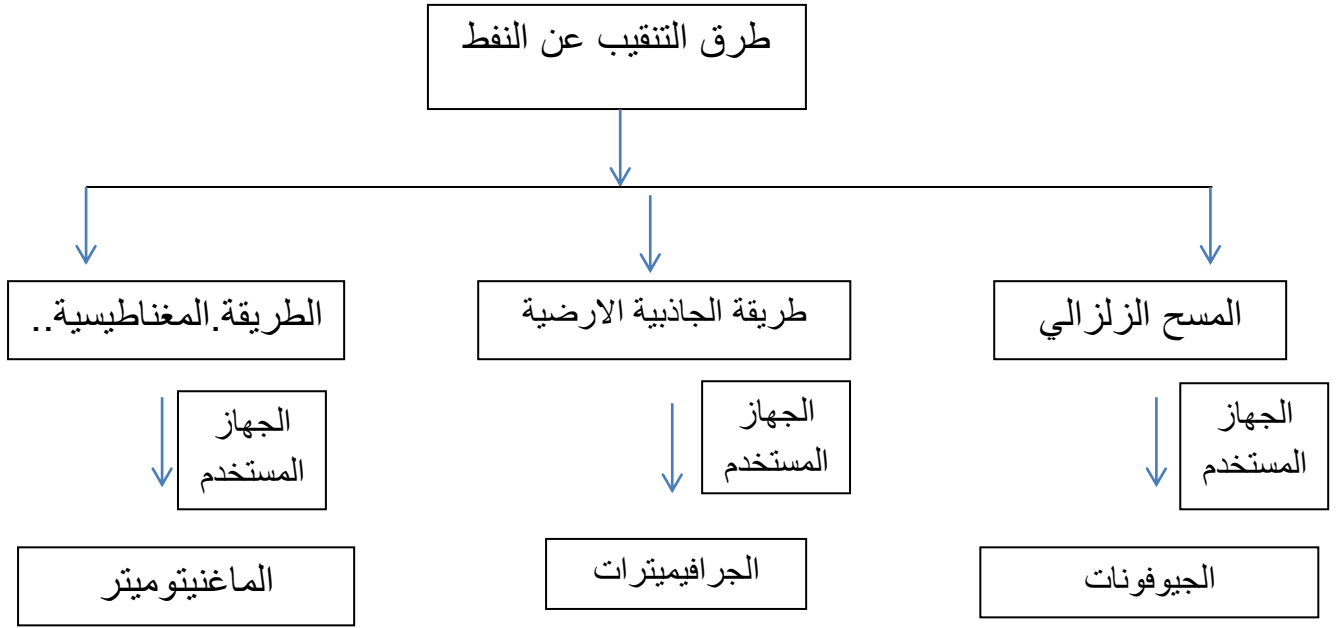 طرق التنقيب عن النفط
المسح الزلزالي
طريقة الجاذبية الارضية
الطريقة.المغناطيسية..
الجهاز
المستخدم
الجهاز
المستخدم
الجهاز
المستخدم
الجيوفونات
الجرافيميترات
الماغنيتوميتر